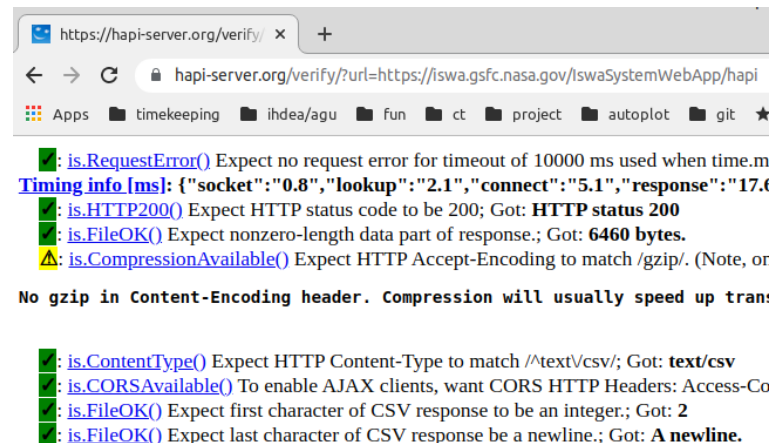 https://hapi-server.org/verify/
hapi-server.org/verify/?url=https://iswa.gsfc.nasa.gov/IswaSystemWebApp/hapi
Apps timekeeping ihdea/agu fun ct project autoplot git
✓: is.RequestError() Expect no request error for timeout of 10000 ms used when time.m
Timing info [ms]: {"socket":"0.8","lookup":"2.1","connect":"5.1","response":"17.6
✓: is.HTTP200() Expect HTTP status code to be 200; Got: HTTP status 200
✓: is.FileOK() Expect nonzero-length data part of response.; Got: 6460 bytes.
⚠: is.CompressionAvailable() Expect HTTP Accept-Encoding to match /gzip/. (Note, on
No gzip in Content-Encoding header. Compression will usually speed up trans
✓: is.ContentType() Expect HTTP Content-Type to match /^text\/csv/; Got: text/csv
✓: is.CORSAvailable() To enable AJAX clients, want CORS HTTP Headers: Access-Co
✓: is.FileOK() Expect first character of CSV response to be an integer.; Got: 2
✓: is.FileOK() Expect last character of CSV response be a newline.; Got: A newline.